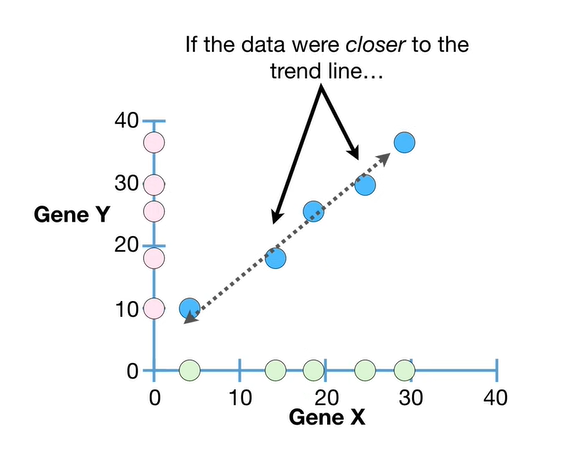 If the data were closer to the
trend line…
40
30
Gene Y
20
10
0
0 10 20 30 40
Gene X